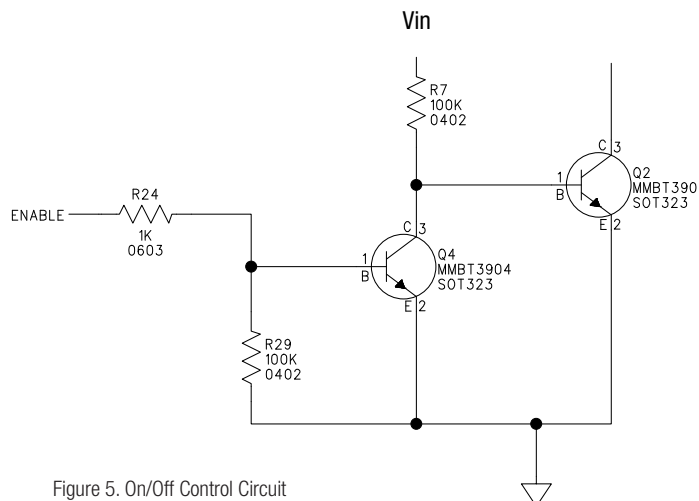 Vin
R7
100K
0402
C 3
Q2
MMBT390
SOT323
1
B
E 2
R24
ENABLE
1K
0603
C 3
Q4
MMBT3904
SOT323
1
B
E 2
R29
100K
0402
Figure 5. On/Off Control Circuit